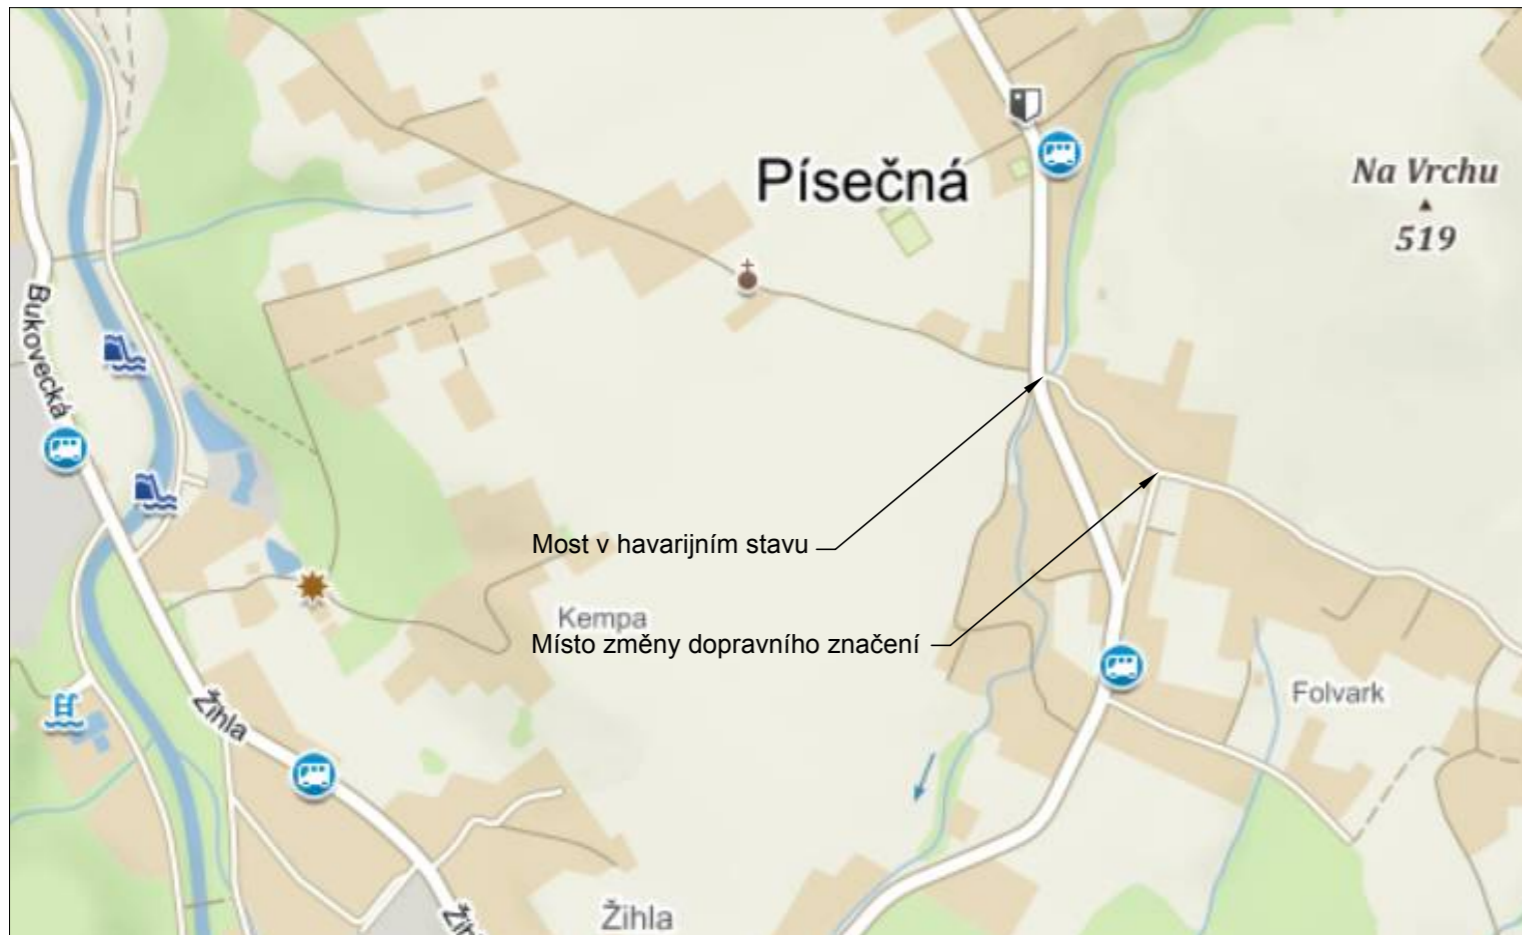 Písečná
Na Vrchu
519
Bukovecká
Most v havarijním stavu
Kempa
Místo změny dopravního značení
Folvark
Žihla
Žihla